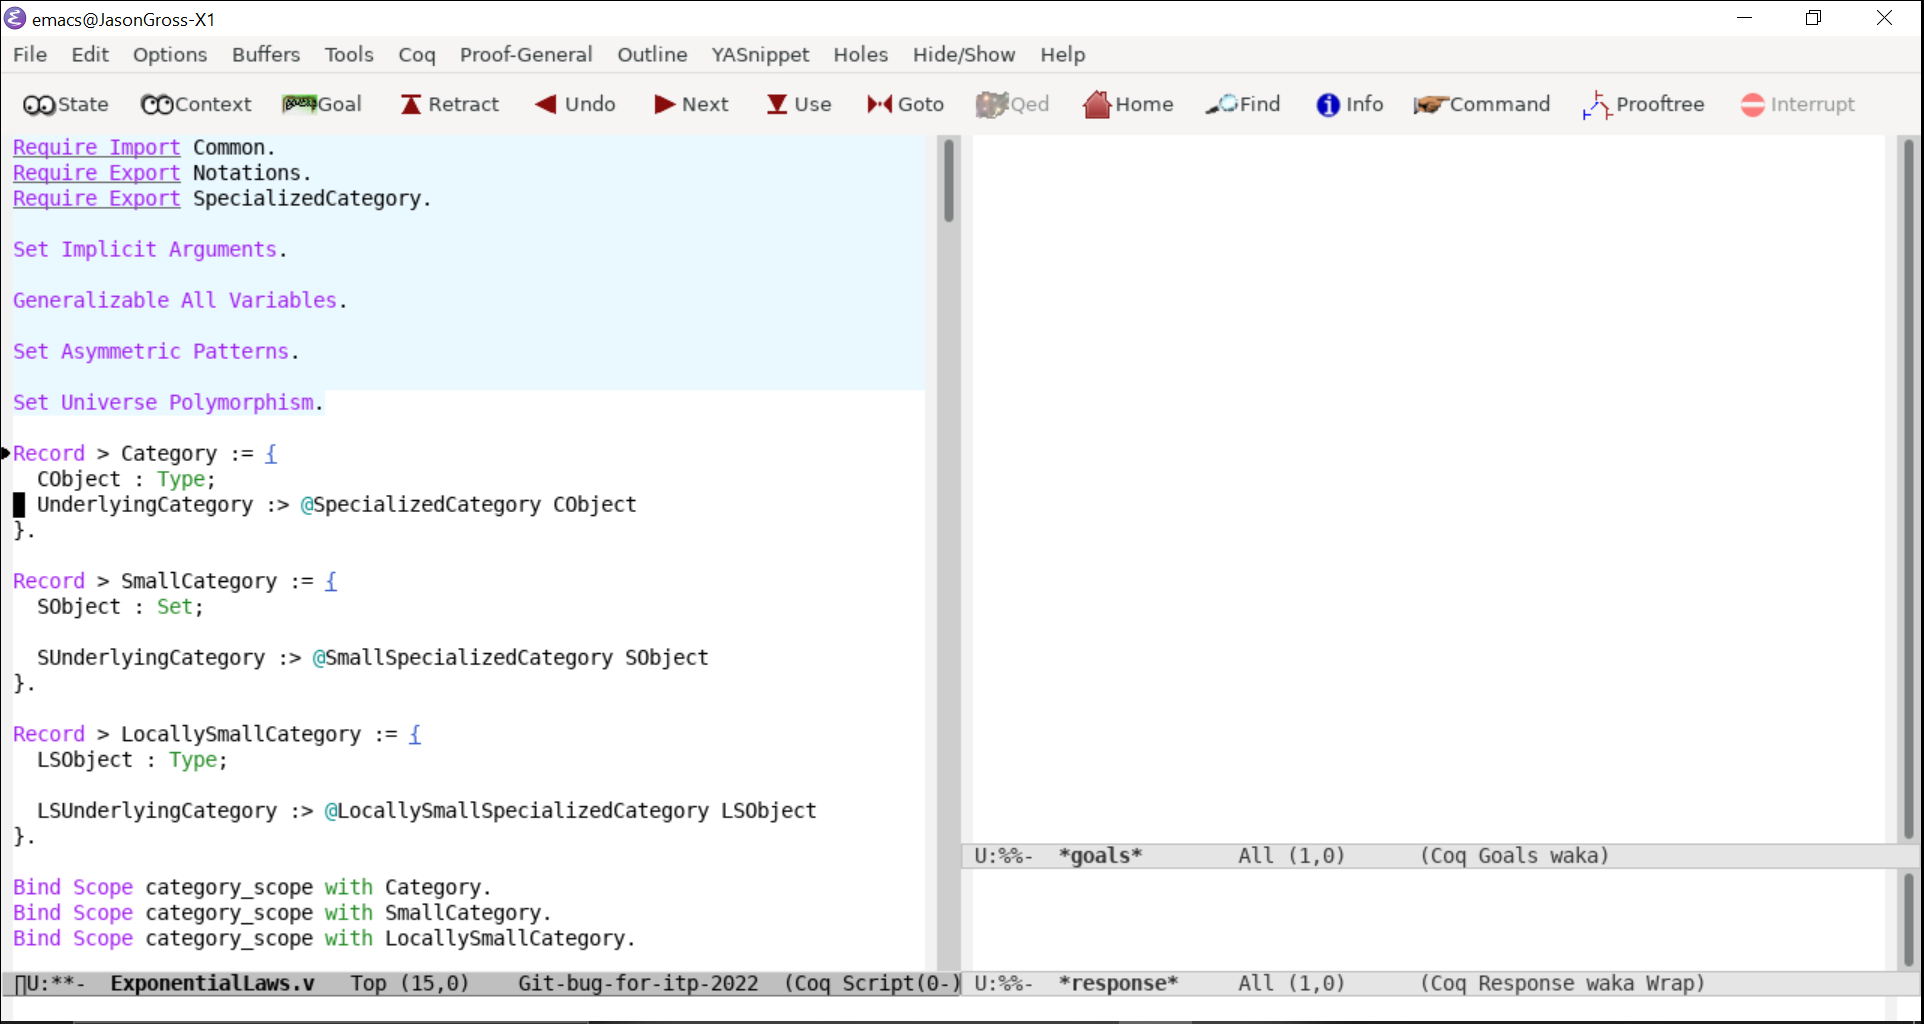 emacs@JasonGross-X1
File Edit Options Buffers Tools Coq Proof-General Outline YASnippet Holes Hide/Show Help
State Context Goal Retract Undo Next Use Goto Qed Home Find Info Command Prooftree Interrupt
Require Import Common.
Require Export Notations.
Require Export SpecializedCategory.
Set Implicit Arguments.
Generalizable All Variables.
Set Asymmetric Patterns.
Set Universe Polymorphism.
Record > Category := {
  CObject : Type;
  UnderlyingCategory :> @SpecializedCategory CObject
}.
Record > SmallCategory := {
  SObject : Set;
  SUnderlyingCategory :> @SmallSpecializedCategory SObject
}.
Record > LocallySmallCategory := {
  LSObject : Type;
  LSUnderlyingCategory :> @LocallySmallSpecializedCategory LSObject
}.
Bind Scope category_scope with Category.
Bind Scope category_scope with SmallCategory.
Bind Scope category_scope with LocallySmallCategory.
U:**-  ExponentialLaws.v   Top (15,0)    Git-bug-for-itp-2022  (Coq Script(0-)
U:%%-  *goals*        All (1,0)      (Coq Goals waka)
U:%%-  *response*     All (1,0)      (Coq Response waka Wrap)